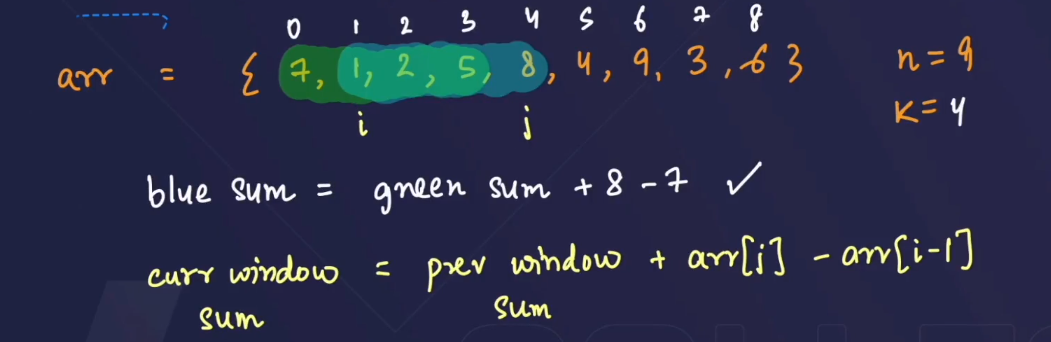 0 1 2 3 4 5 6 7 8
arr = { 7, 1, 2, 5, 8, 4, 9, 3, 6 } n = 9
i j K = 4
blue sum = green sum + 8 - 7 ✓
curr window = prev window + arr[j] - arr[i-1]
sum sum